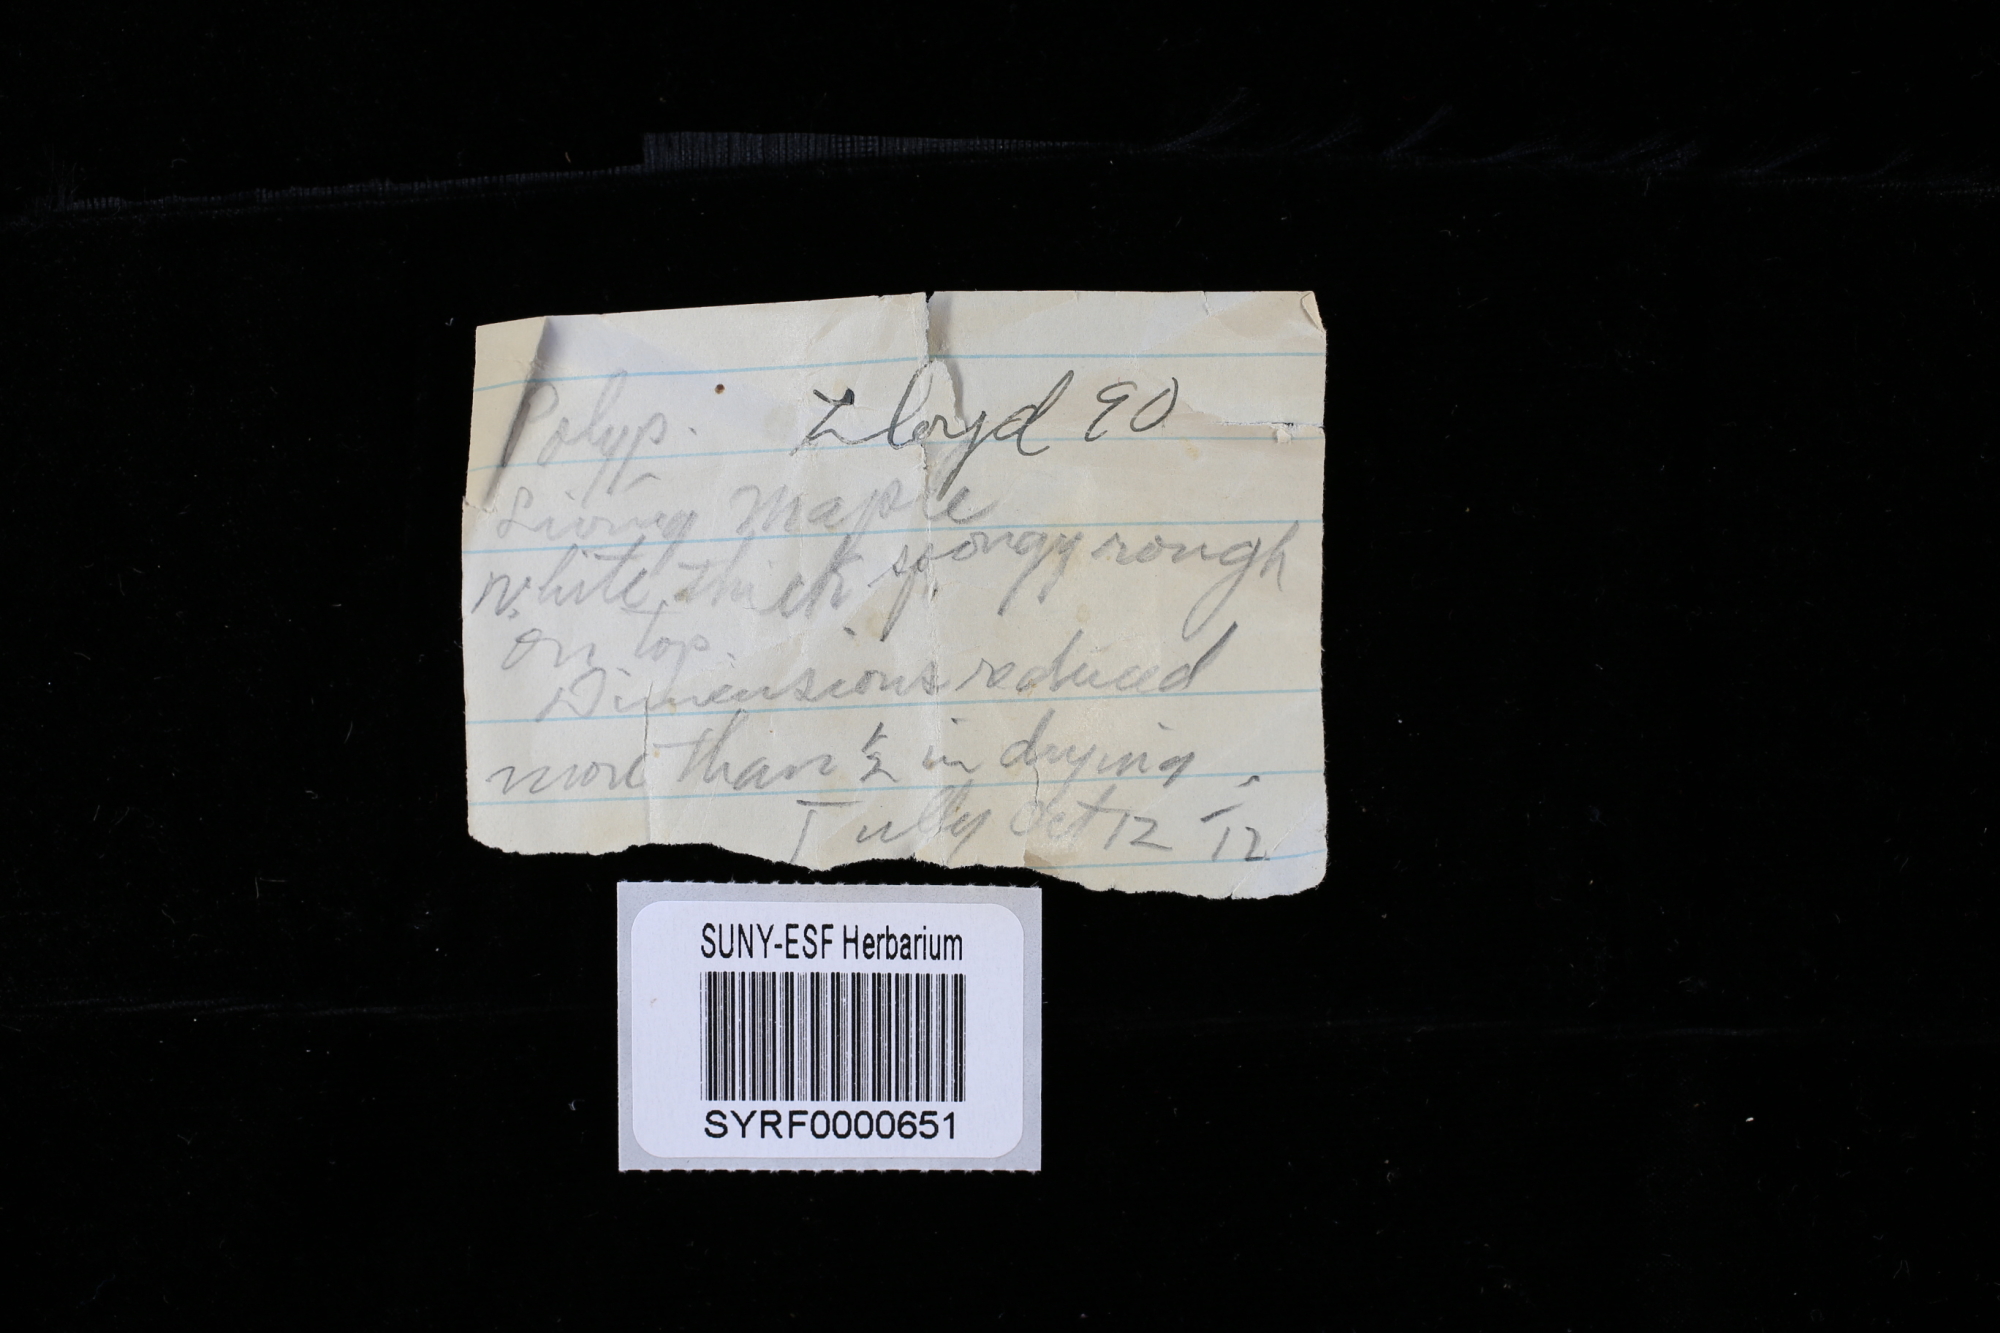 Polyp. Lloyd 90
Living Maple
White thick spongy rough
on top.
Dimensions reduced
more than 1/2 in drying.
Tully Oct 12 - 12
SUNY-ESF Herbarium
SYRF0000651